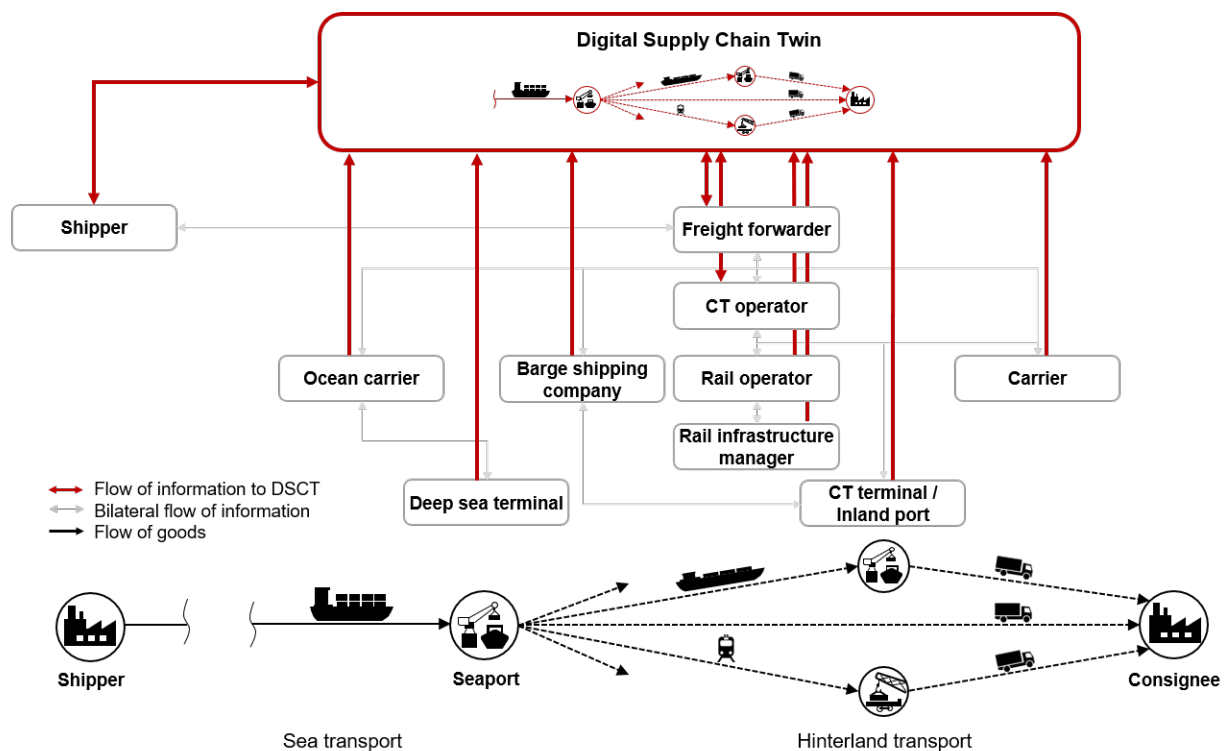 Digital Supply Chain Twin
Shipper
Freight forwarder
CT operator
Ocean carrier
Barge shipping
company
Rail operator
Carrier
Rail infrastructure
manager
Deep sea terminal
CT terminal /
Inland port
Flow of information to DSCT
Bilateral flow of information
Flow of goods
Shipper
Seaport
Consignee
Sea transport
Hinterland transport